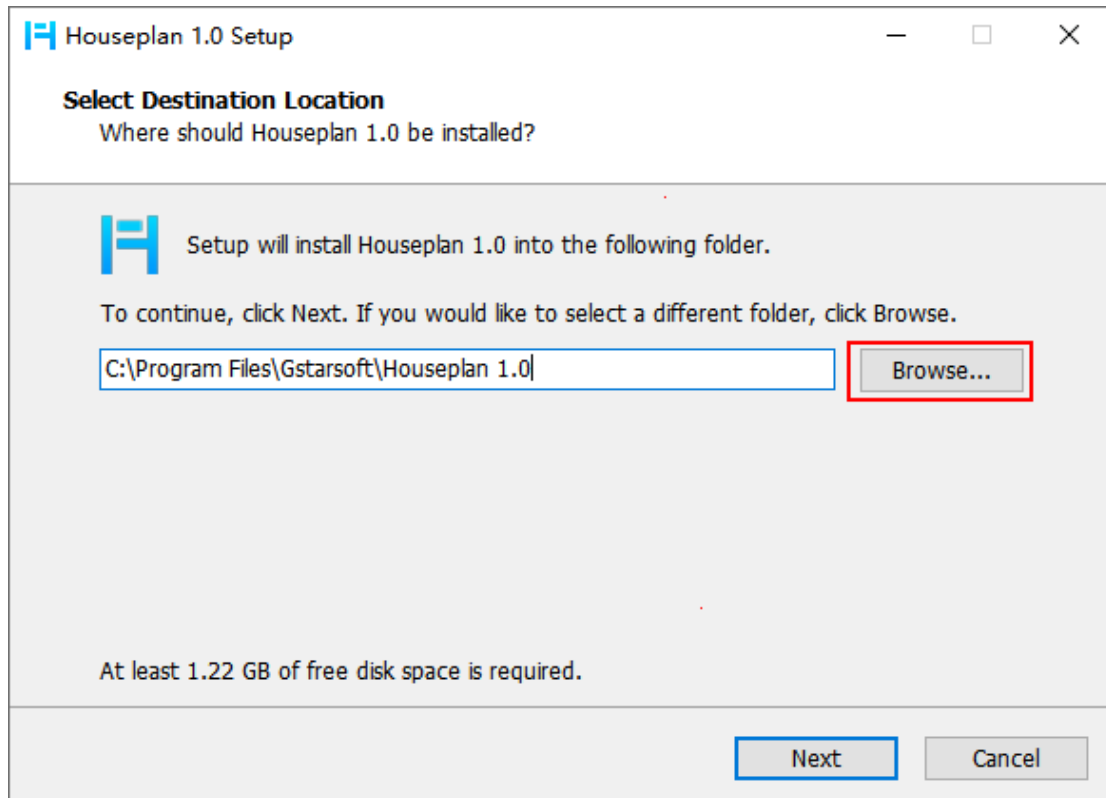 Houseplan 1.0 Setup
Select Destination Location
Where should Houseplan 1.0 be installed?
Setup will install Houseplan 1.0 into the following folder.
To continue, click Next. If you would like to select a different folder, click Browse.
C:\Program Files\Gstarsoft\Houseplan 1.0
Browse...
At least 1.22 GB of free disk space is required.
Next
Cancel